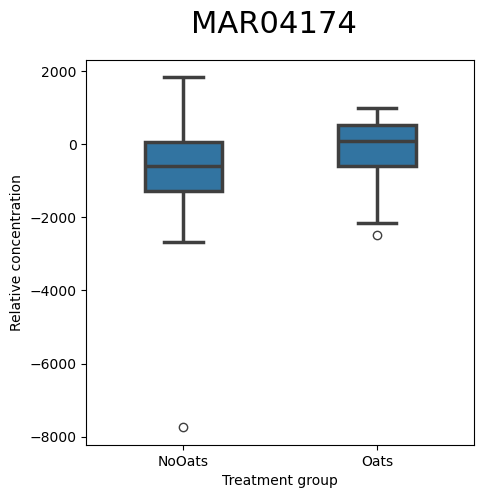 MAR04174
Relative concentration
2000
0
−2000
−4000
−6000
−8000
NoOats
Oats
Treatment group